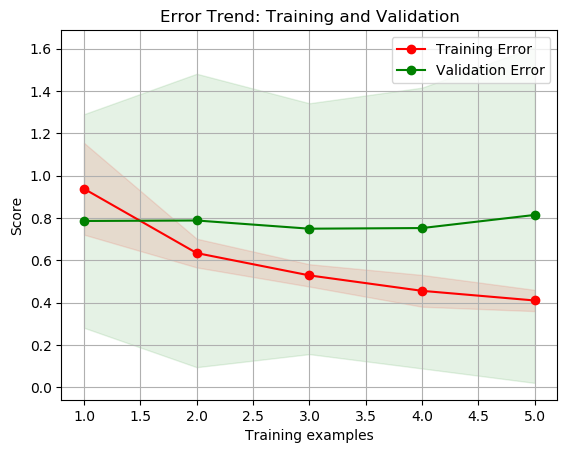 Error Trend: Training and Validation
Training Error
Validation Error
Score
1.6
1.4
1.2
1.0
0.8
0.6
0.4
0.2
0.0
1.0 1.5 2.0 2.5 3.0 3.5 4.0 4.5 5.0
Training examples